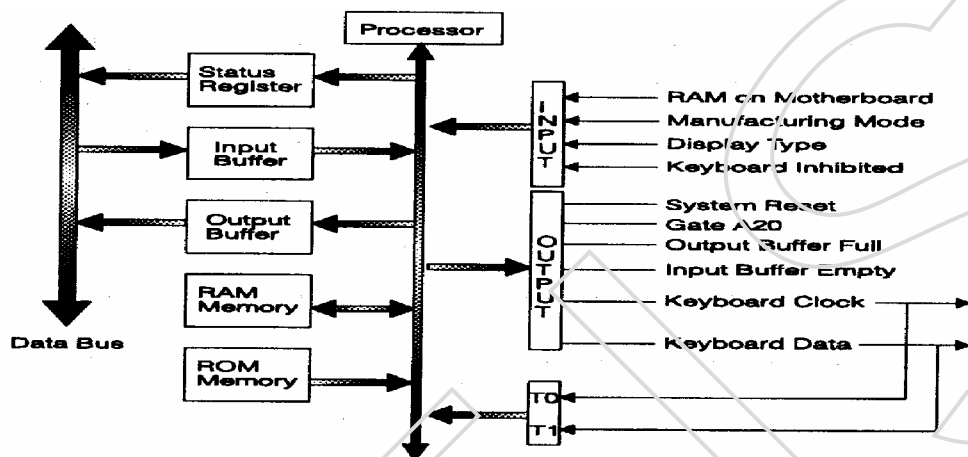 Processor
Status
Register
Input
Buffer
Output
Buffer
RAM
Memory
ROM
Memory
Data Bus
INPUT
RAM on Motherboard
Manufacturing Mode
Display Type
Keyboard Inhibited
OUTPUT
System Reset
Gate A20
Output Buffer Full
Input Buffer Empty
Keyboard Clock
Keyboard Data
T0
T1